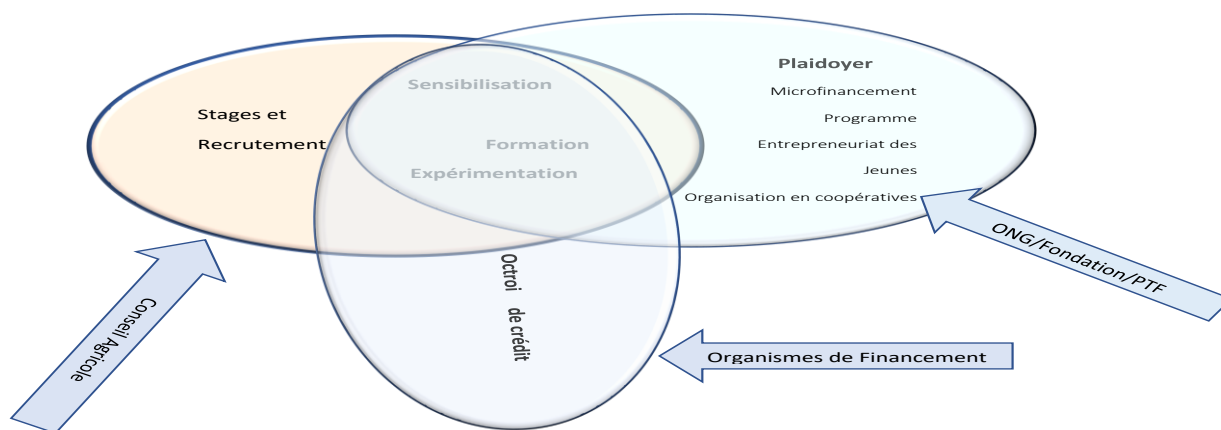 Sensibilisation
Stages et
Recrutement
Formation
Expérimentation
Plaidoyer
Microfinancement
Programme
Entrepreneuriat des
Jeunes
Organisation en coopératives
ONG/Fondation/PTF
Octroi de crédit
Conseil Agricole
Organismes de Financement